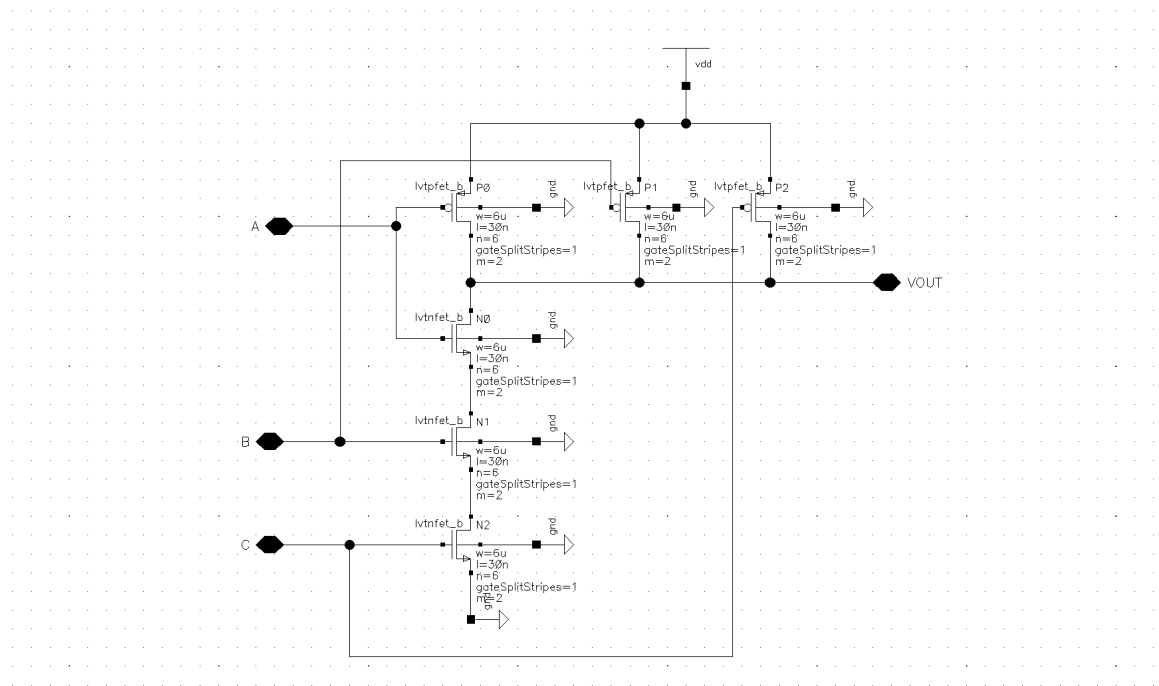 vdd
lvtpfet_b P0 gnd
w=6u
l=30n
n=6
gateSplitStripes=1
m=2
lvtpfet_b P1 gnd
w=6u
l=30n
n=6
gateSplitStripes=1
m=2
lvtpfet_b P2 gnd
w=6u
l=30n
n=6
gateSplitStripes=1
m=2
A
VOUT
lvtnfet_b N0 gnd
w=6u
l=30n
n=6
gateSplitStripes=1
m=2
B
lvtnfet_b N1 gnd
w=6u
l=30n
n=6
gateSplitStripes=1
m=2
C
lvtnfet_b N2 gnd
w=6u
l=30n
n=6
gateSplitStripes=1
m=2
gnd